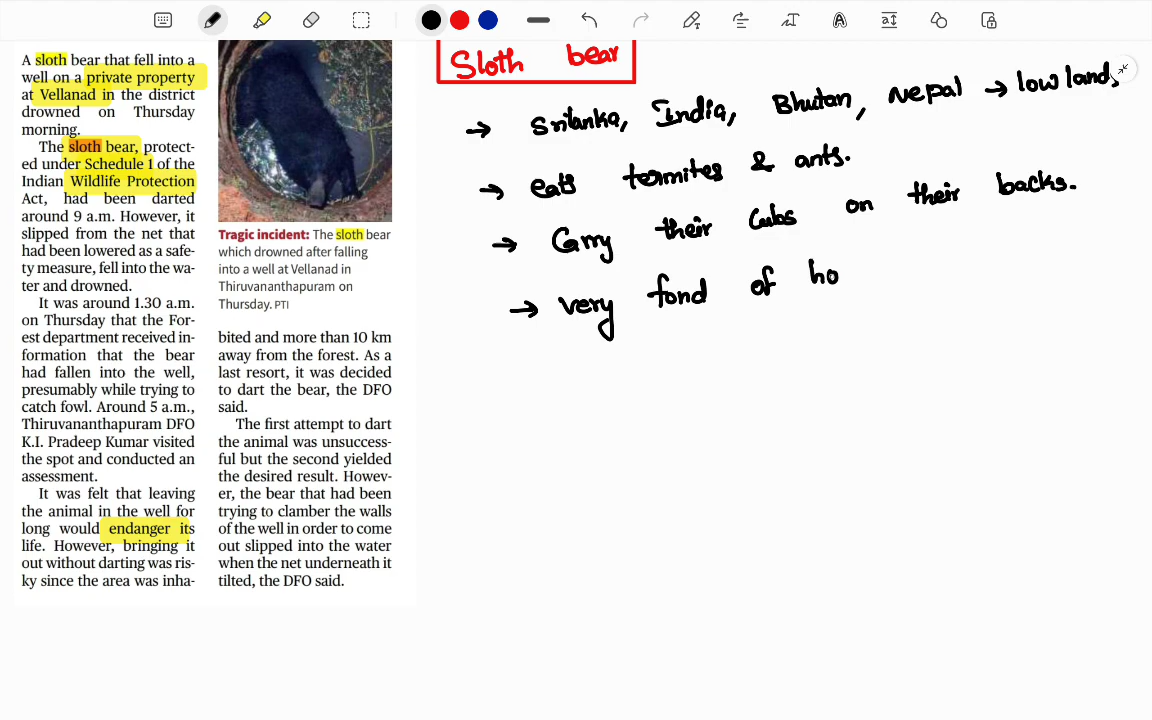 A sloth bear that fell into a
well on a private property
at Vellanad in the district
drowned on Thursday
morning.
The sloth bear, protect-
ed under Schedule 1 of the
Indian Wildlife Protection
Act, had been darted
around 9 a.m. However, it
slipped from the net that
had been lowered as a safe-
ty measure, fell into the wa-
ter and drowned.
It was around 1.30 a.m.
on Thursday that the For-
est department received in-
formation that the bear
had fallen into the well,
presumably while trying to
catch fowl. Around 5 a.m.,
Thiruvananthapuram DFO
K.I. Pradeep Kumar visited
the spot and conducted an
assessment.
It was felt that leaving
the animal in the well for
long would endanger its
life. However, bringing it
out without darting was ris-
ky since the area was inha-
Tragic incident: The sloth bear
which drowned after falling
into a well at Vellanad in
Thiruvananthapuram on
Thursday. PTI
bited and more than 10 km
away from the forest. As a
last resort, it was decided
to dart the bear, the DFO
said.
The first attempt to dart
the animal was unsuccess-
ful but the second yielded
the desired result. Howev-
er, the bear that had been
trying to clamber the walls
of the well in order to come
out slipped into the water
when the net underneath it
tilted, the DFO said.
Sloth bear
→ Srilanka, India, Bhutan, Nepal → low lands
→ eats termites & ants.
→ Carry their Cubs on their backs.
→ very fond of ho